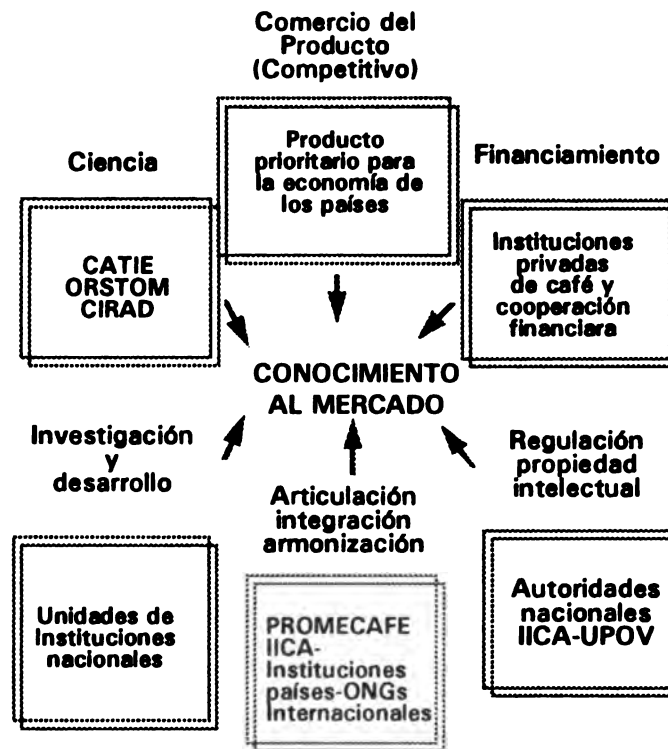 Comercio del
Producto
(Competitivo)
Producto
prioritario para
la economía de
los países
Ciencia
CATIE
ORSTOM
CIRAD
Financiamiento
Instituciones
privadas
de café y
cooperación
financiara
CONOCIMIENTO
AL MERCADO
Investigación
y
desarrollo
Unidades de
Instituciones
nacionales
Articulación
integración
armonización
PROMECAFE
IICA-
Instituciones
países-ONGs
Internacionales
Regulación
propiedad
intelectual
Autoridades
nacionales
IICA-UPOV